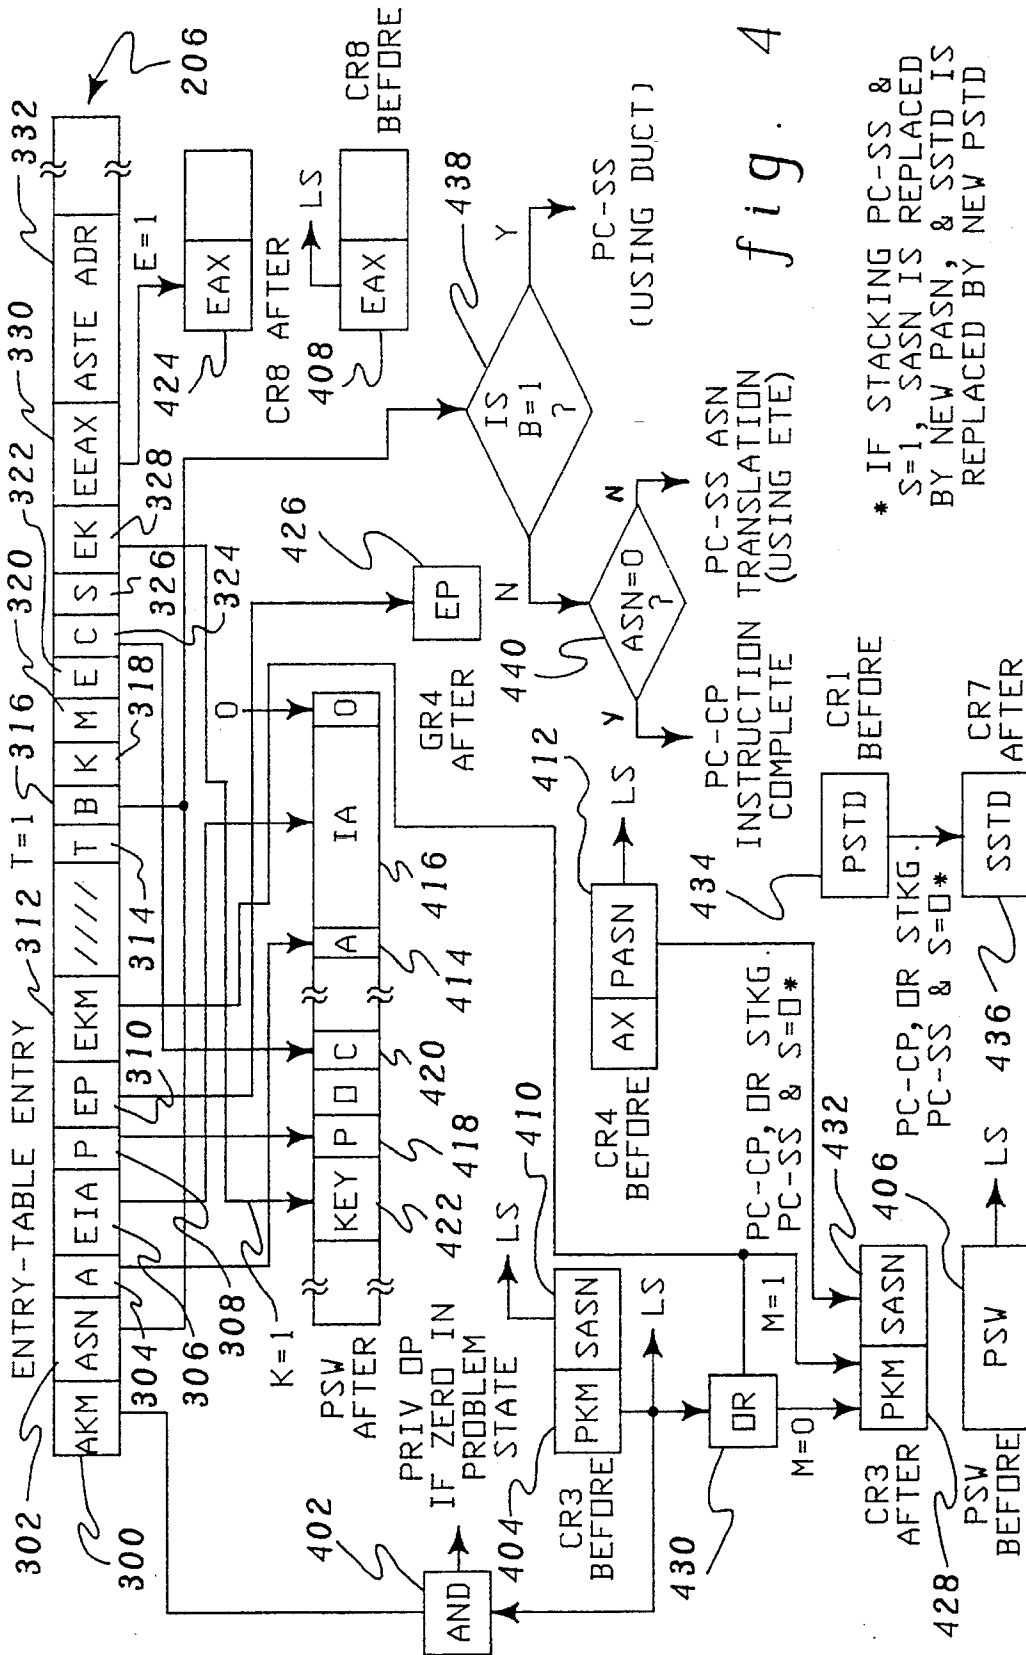 ENTRY-TABLE ENTRY
312
T=1
316
320
322
330
332
302
AKM
ASN
A
EIA
P
EP
EKM
////
T
B
K
M
E
C
S
EK
EEAX
ASTE ADR
206
300
304
306
308
310
314
318
324
326
328
K=1
E=1
402
AND
PRIV OP
IF ZERO IN
PROBLEM
STATE
PSW
AFTER
KEY
P
0
C
A
IA
0
0
422
418
420
414
416
GR4
AFTER
EP
426
EAX
424
CR8 AFTER
LS
EAX
408
CR8
BEFORE
404
CR3
BEFORE
PKM
SASN
410
LS
LS
CR4
BEFORE
AX
PASN
412
LS
N
IS
B=1
?
438
Y
440
ASN=0
?
Y
N
PC-CP
INSTRUCTION
COMPLETE
PC-SS ASN
TRANSLATION
(USING ETE)
PC-SS
(USING DUCT)
430
OR
M=0
M=1
PC-CP, OR STKG.
PC-SS & S=0*
434
PSTD
CR1
BEFORE
CR3
AFTER
PKM
SASN
432
428
PC-CP, OR STKG.
PC-SS & S=0*
436
SSTD
CR7
AFTER
PSW
BEFORE
PSW
406
LS
fig. 4
* IF STACKING PC-SS &
S=1, SASN IS REPLACED
BY NEW PASN, & SSTD IS
REPLACED BY NEW PSTD